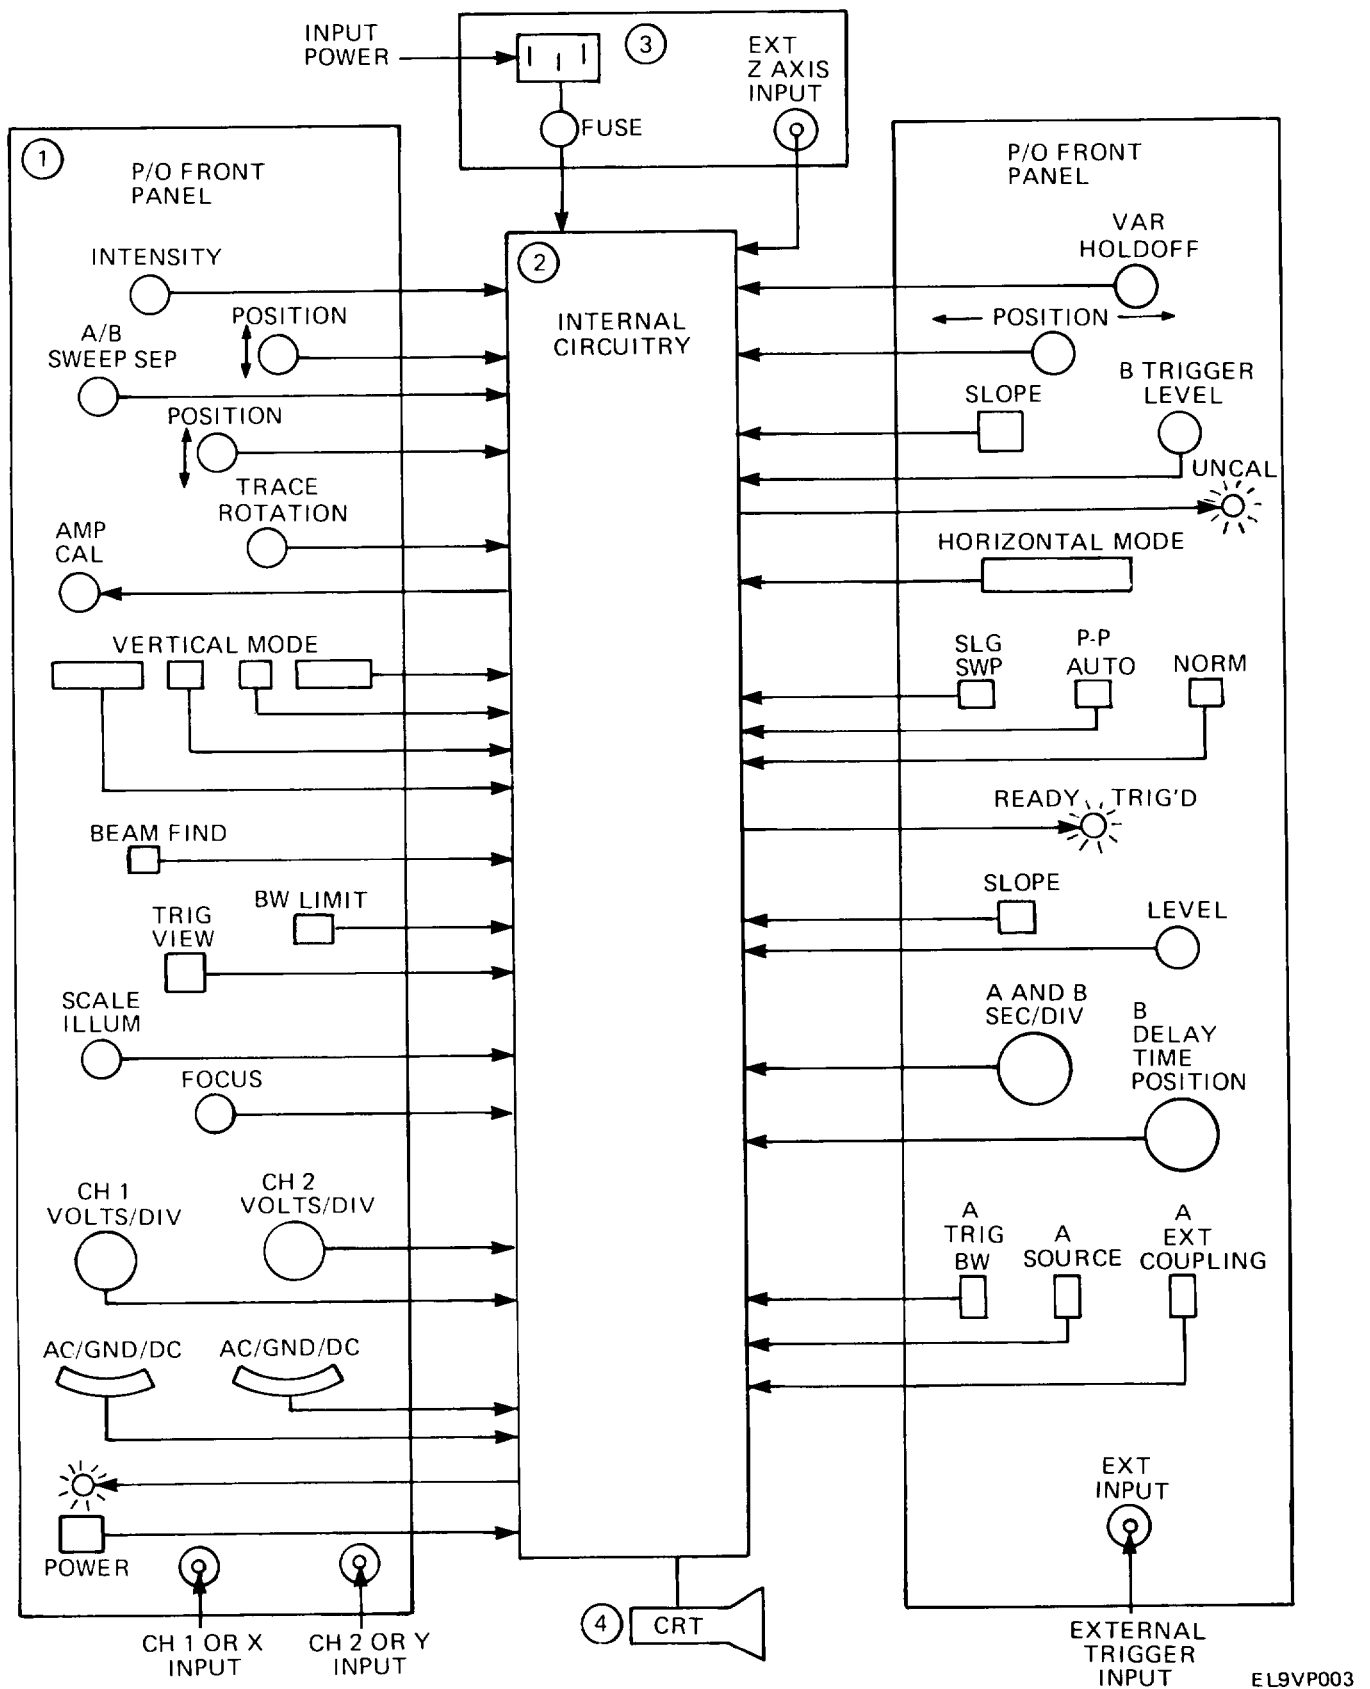 INPUT
POWER
3
EXT
Z AXIS
INPUT
FUSE
1
P/O FRONT
PANEL
INTENSITY
POSITION
A/B
SWEEP SEP
POSITION
TRACE
ROTATION
AMP
CAL
VERTICAL MODE
BEAM FIND
BW LIMIT
TRIG
VIEW
SCALE
ILLUM
FOCUS
CH 1
VOLTS/DIV
CH 2
VOLTS/DIV
AC/GND/DC
AC/GND/DC
POWER
CH 1 OR X
INPUT
CH 2 OR Y
INPUT
2
INTERNAL
CIRCUITRY
4
CRT
P/O FRONT
PANEL
VAR
HOLDOFF
POSITION
B TRIGGER
LEVEL
SLOPE
UNCAL
HORIZONTAL MODE
SLG
SWP
P-P
AUTO
NORM
READY TRIG'D
SLOPE
LEVEL
A AND B
SEC/DIV
B
DELAY
TIME
POSITION
A
TRIG
BW
A
SOURCE
A
EXT
COUPLING
EXT
INPUT
EXTERNAL
TRIGGER
INPUT
EL9VP003